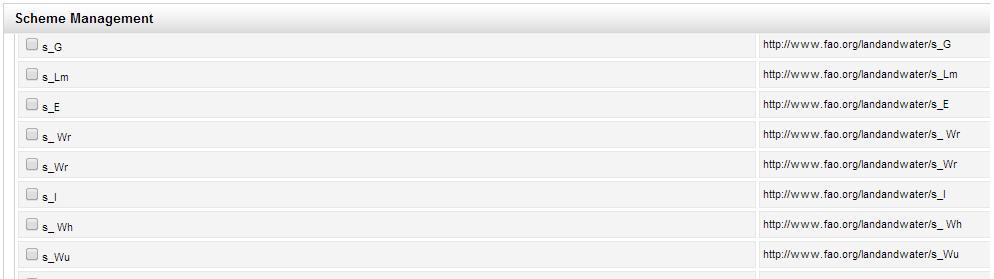 Scheme Management
s_G http://www.fao.org/landandwater/s_G
s_Lm http://www.fao.org/landandwater/s_Lm
s_E http://www.fao.org/landandwater/s_E
s_ Wr http://www.fao.org/landandwater/s_ Wr
s_Wr http://www.fao.org/landandwater/s_Wr
s_I http://www.fao.org/landandwater/s_I
s_ Wh http://www.fao.org/landandwater/s_ Wh
s_Wu http://www.fao.org/landandwater/s_Wu